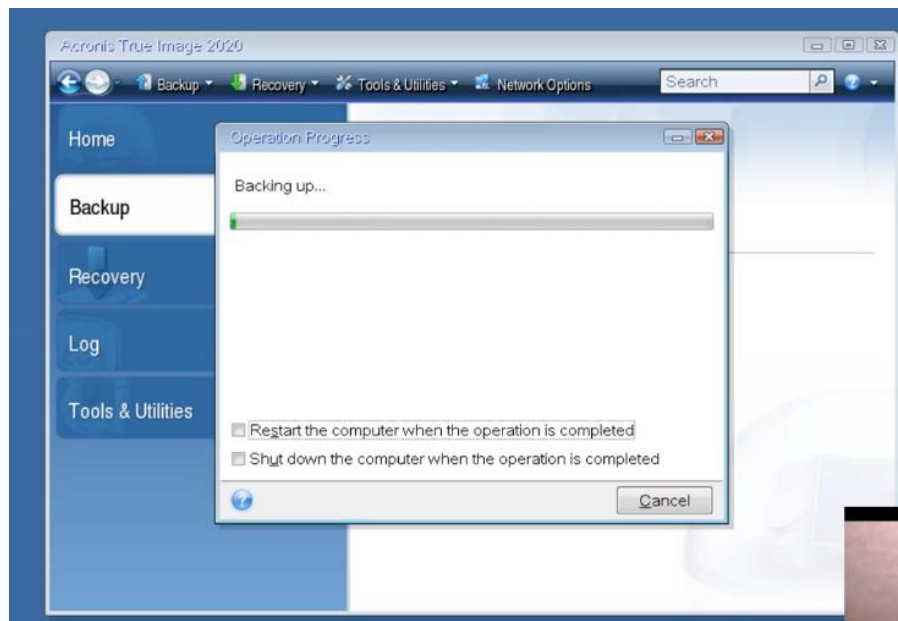 Acronis True Image 2020
Backup Recovery Tools & Utilities Network Options Search
Home
Backup
Recovery
Log
Tools & Utilities
Operation Progress
Backing up...
Restart the computer when the operation is completed
Shut down the computer when the operation is completed
Cancel